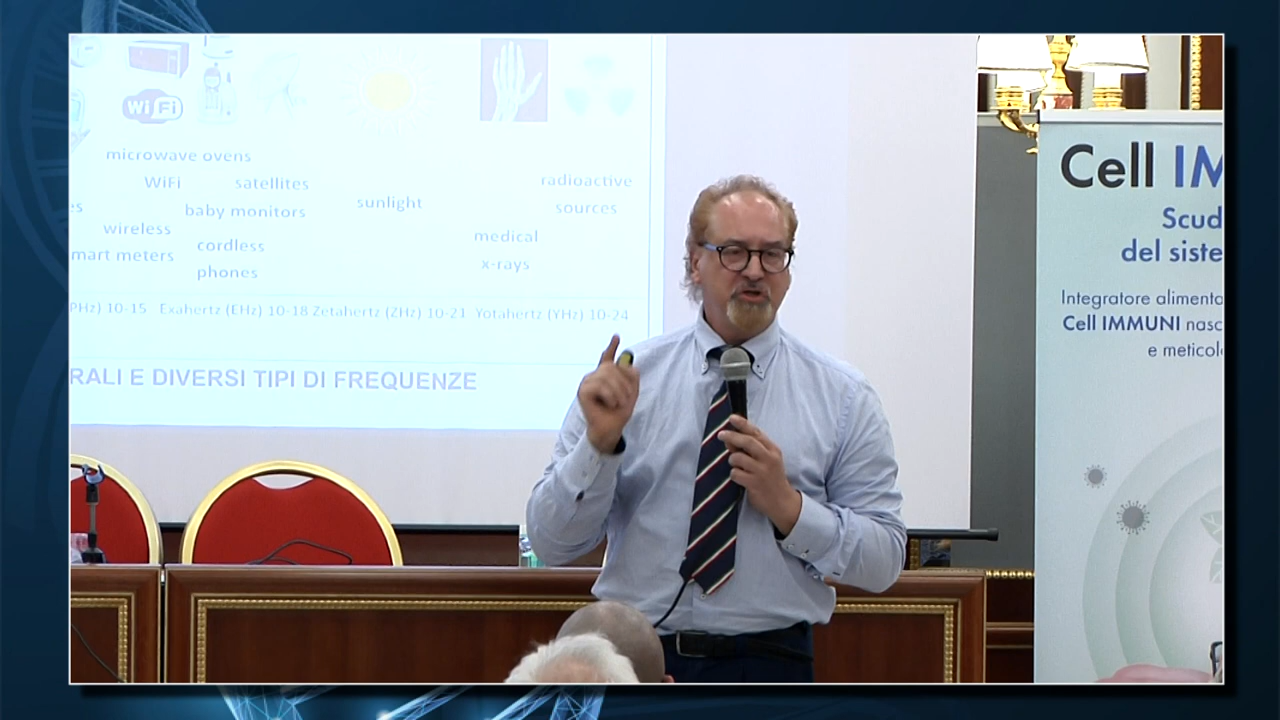 WiFi
microwave ovens
WiFi satellites
baby monitors
wireless
mart meters
cordless
phones
sunlight
radioactive
sources
medical
x-rays
PHz) 10-15 Exahertz (EHz) 10-18 Zetahertz (ZHz) 10-21 Yotahertz (YHz) 10-24
RALI E DIVERSI TIPI DI FREQUENZE
Cell IM
Scud
del siste
Integratore alimenta
Cell IMMUNI nasc
e meticol